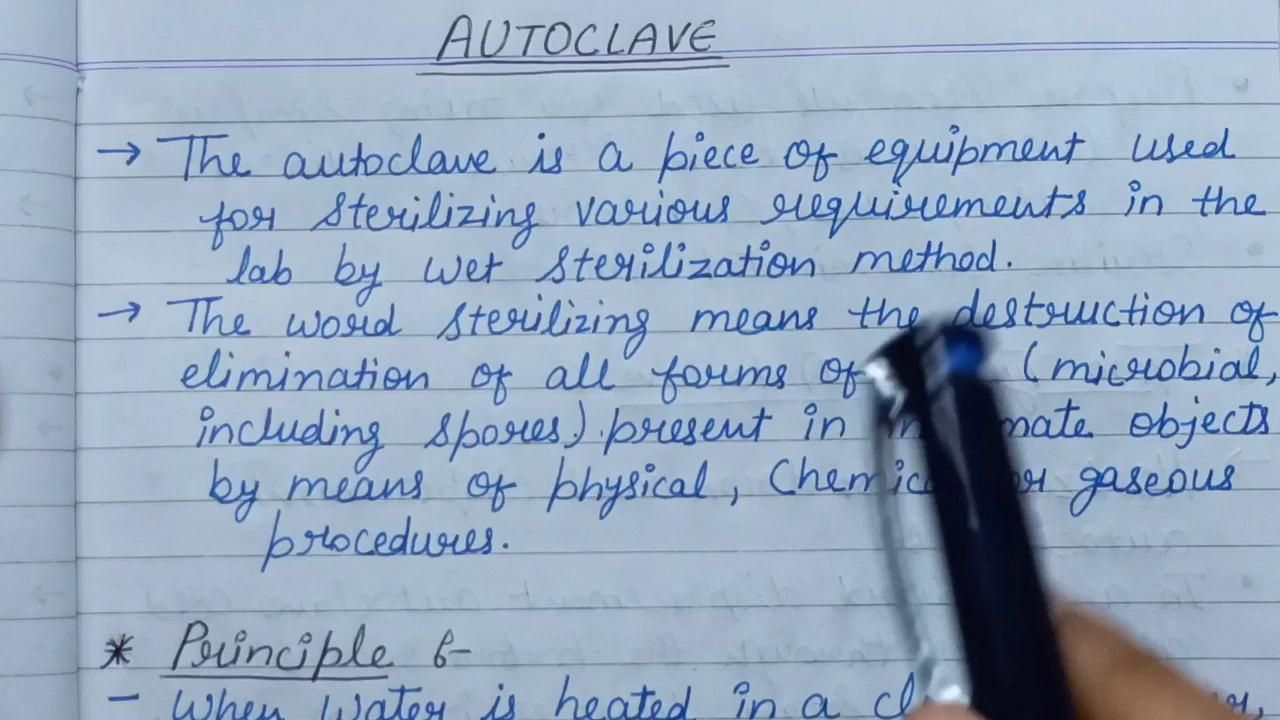 AUTOCLAVE
→ The autoclave is a piece of equipment used
for sterilizing various requirements in the
lab by wet sterilization method.
→ The word sterilizing means the destruction of
elimination of all forms of (microbial,
including spores) present in objects
by means of physical, or gaseous
procedures.
* Principle :-
- When water is heated in a